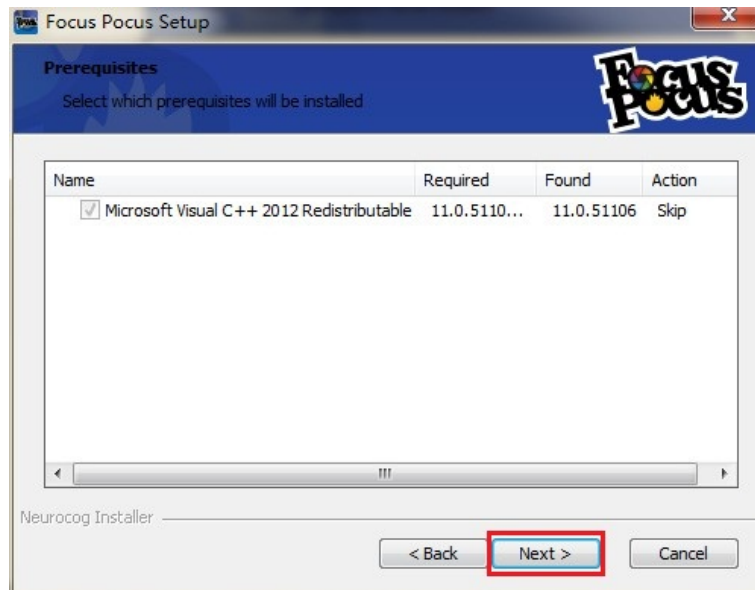 Focus Pocus Setup
Prerequisites
Select which prerequisites will be installed
Focus
Pocus
Name Required Found Action
Microsoft Visual C++ 2012 Redistributable 11.0.5110... 11.0.51106 Skip
Neurocog Installer
< Back Next > Cancel